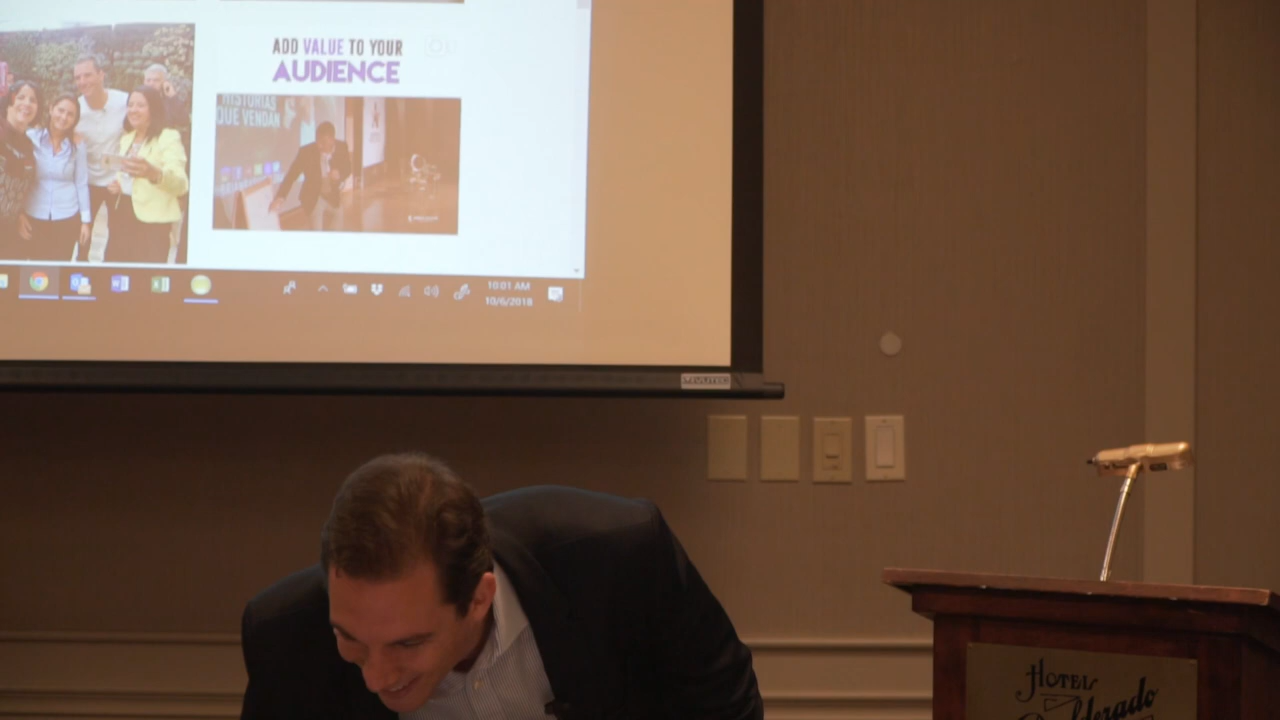 ADD VALUE TO YOUR
AUDIENCE
HISTORIAS
QUE VENDAN
10:01 AM
10/6/2018
HOTEL